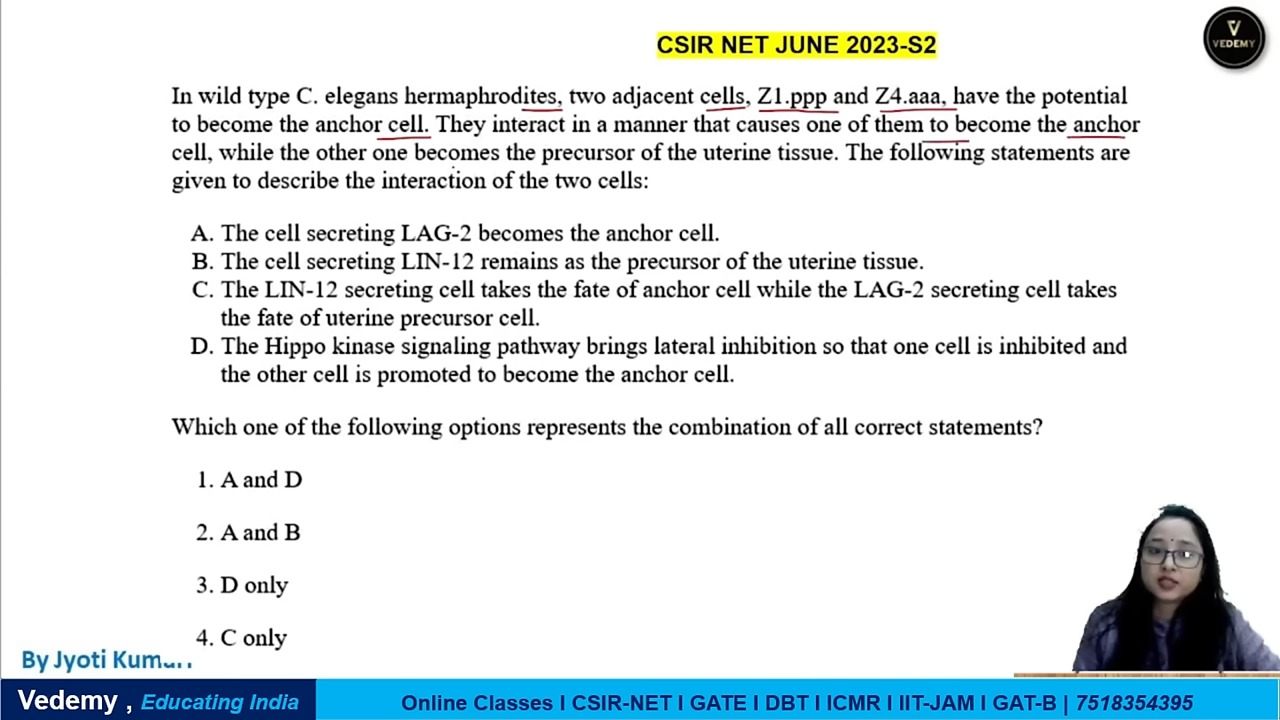 CSIR NET JUNE 2023-S2
V
VEDEMY
In wild type C. elegans hermaphrodites, two adjacent cells, Z1.ppp and Z4.aaa, have the potential
to become the anchor cell. They interact in a manner that causes one of them to become the anchor
cell, while the other one becomes the precursor of the uterine tissue. The following statements are
given to describe the interaction of the two cells:
A. The cell secreting LAG-2 becomes the anchor cell.
B. The cell secreting LIN-12 remains as the precursor of the uterine tissue.
C. The LIN-12 secreting cell takes the fate of anchor cell while the LAG-2 secreting cell takes
the fate of uterine precursor cell.
D. The Hippo kinase signaling pathway brings lateral inhibition so that one cell is inhibited and
the other cell is promoted to become the anchor cell.
Which one of the following options represents the combination of all correct statements?
1. A and D
2. A and B
3. D only
4. C only
By Jyoti
Vedemy , Educating India
Online Classes I CSIR-NET I GATE I DBT I ICMR I IIT-JAM I GAT-B | 7518354395